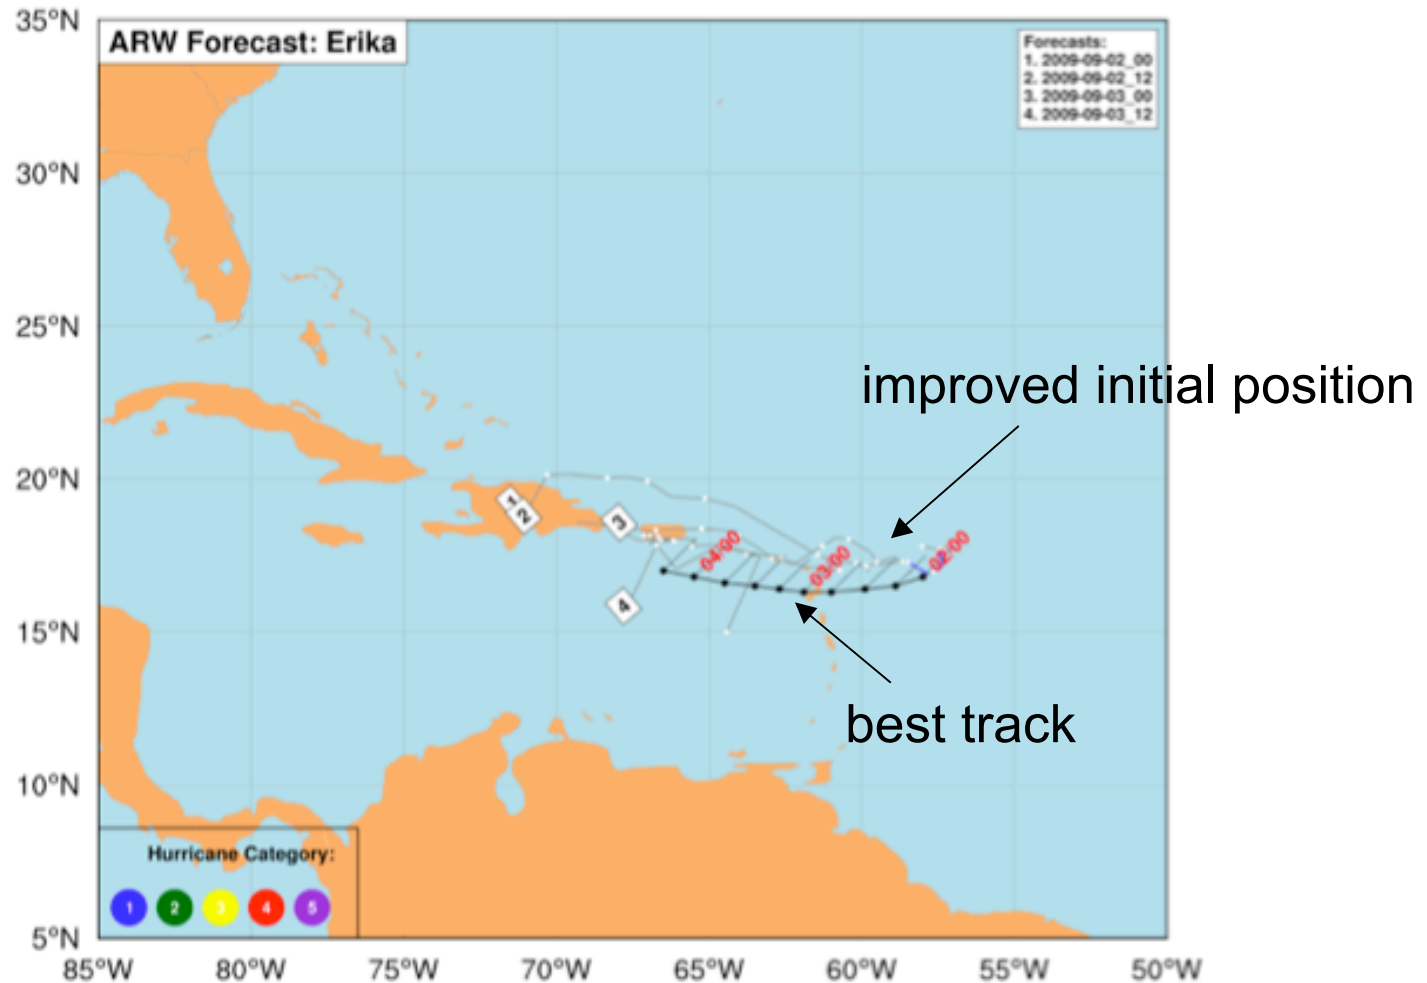 35°N
ARW Forecast: Erika
Forecasts:
1. 2009-09-02_00
2. 2009-09-02_12
3. 2009-09-03_00
4. 2009-09-03_12
30°N
25°N
improved initial position
20°N
1
2
3
04/00
03/00
02/00
4
15°N
best track
10°N
Hurricane Category:
1 2 3 4 5
5°N
85°W 80°W 75°W 70°W 65°W 60°W 55°W 50°W